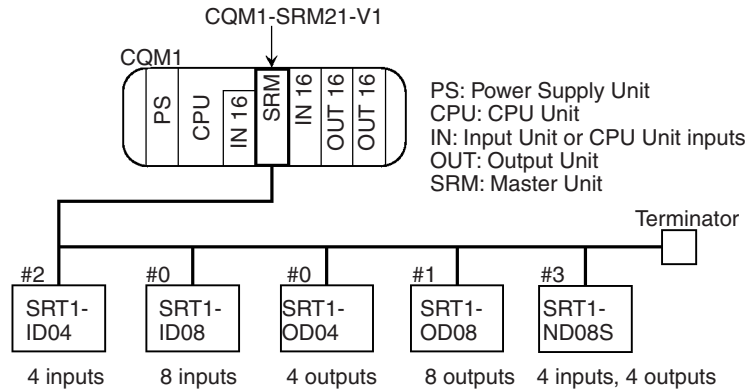 CQM1-SRM21-V1
CQM1
PS
CPU
IN 16
SRM
IN 16
OUT 16
OUT 16
PS: Power Supply Unit
CPU: CPU Unit
IN: Input Unit or CPU Unit inputs
OUT: Output Unit
SRM: Master Unit
Terminator
#2
#0
#0
#1
#3
SRT1-
ID04
SRT1-
ID08
SRT1-
OD04
SRT1-
OD08
SRT1-
ND08S
4 inputs
8 inputs
4 outputs
8 outputs
4 inputs, 4 outputs